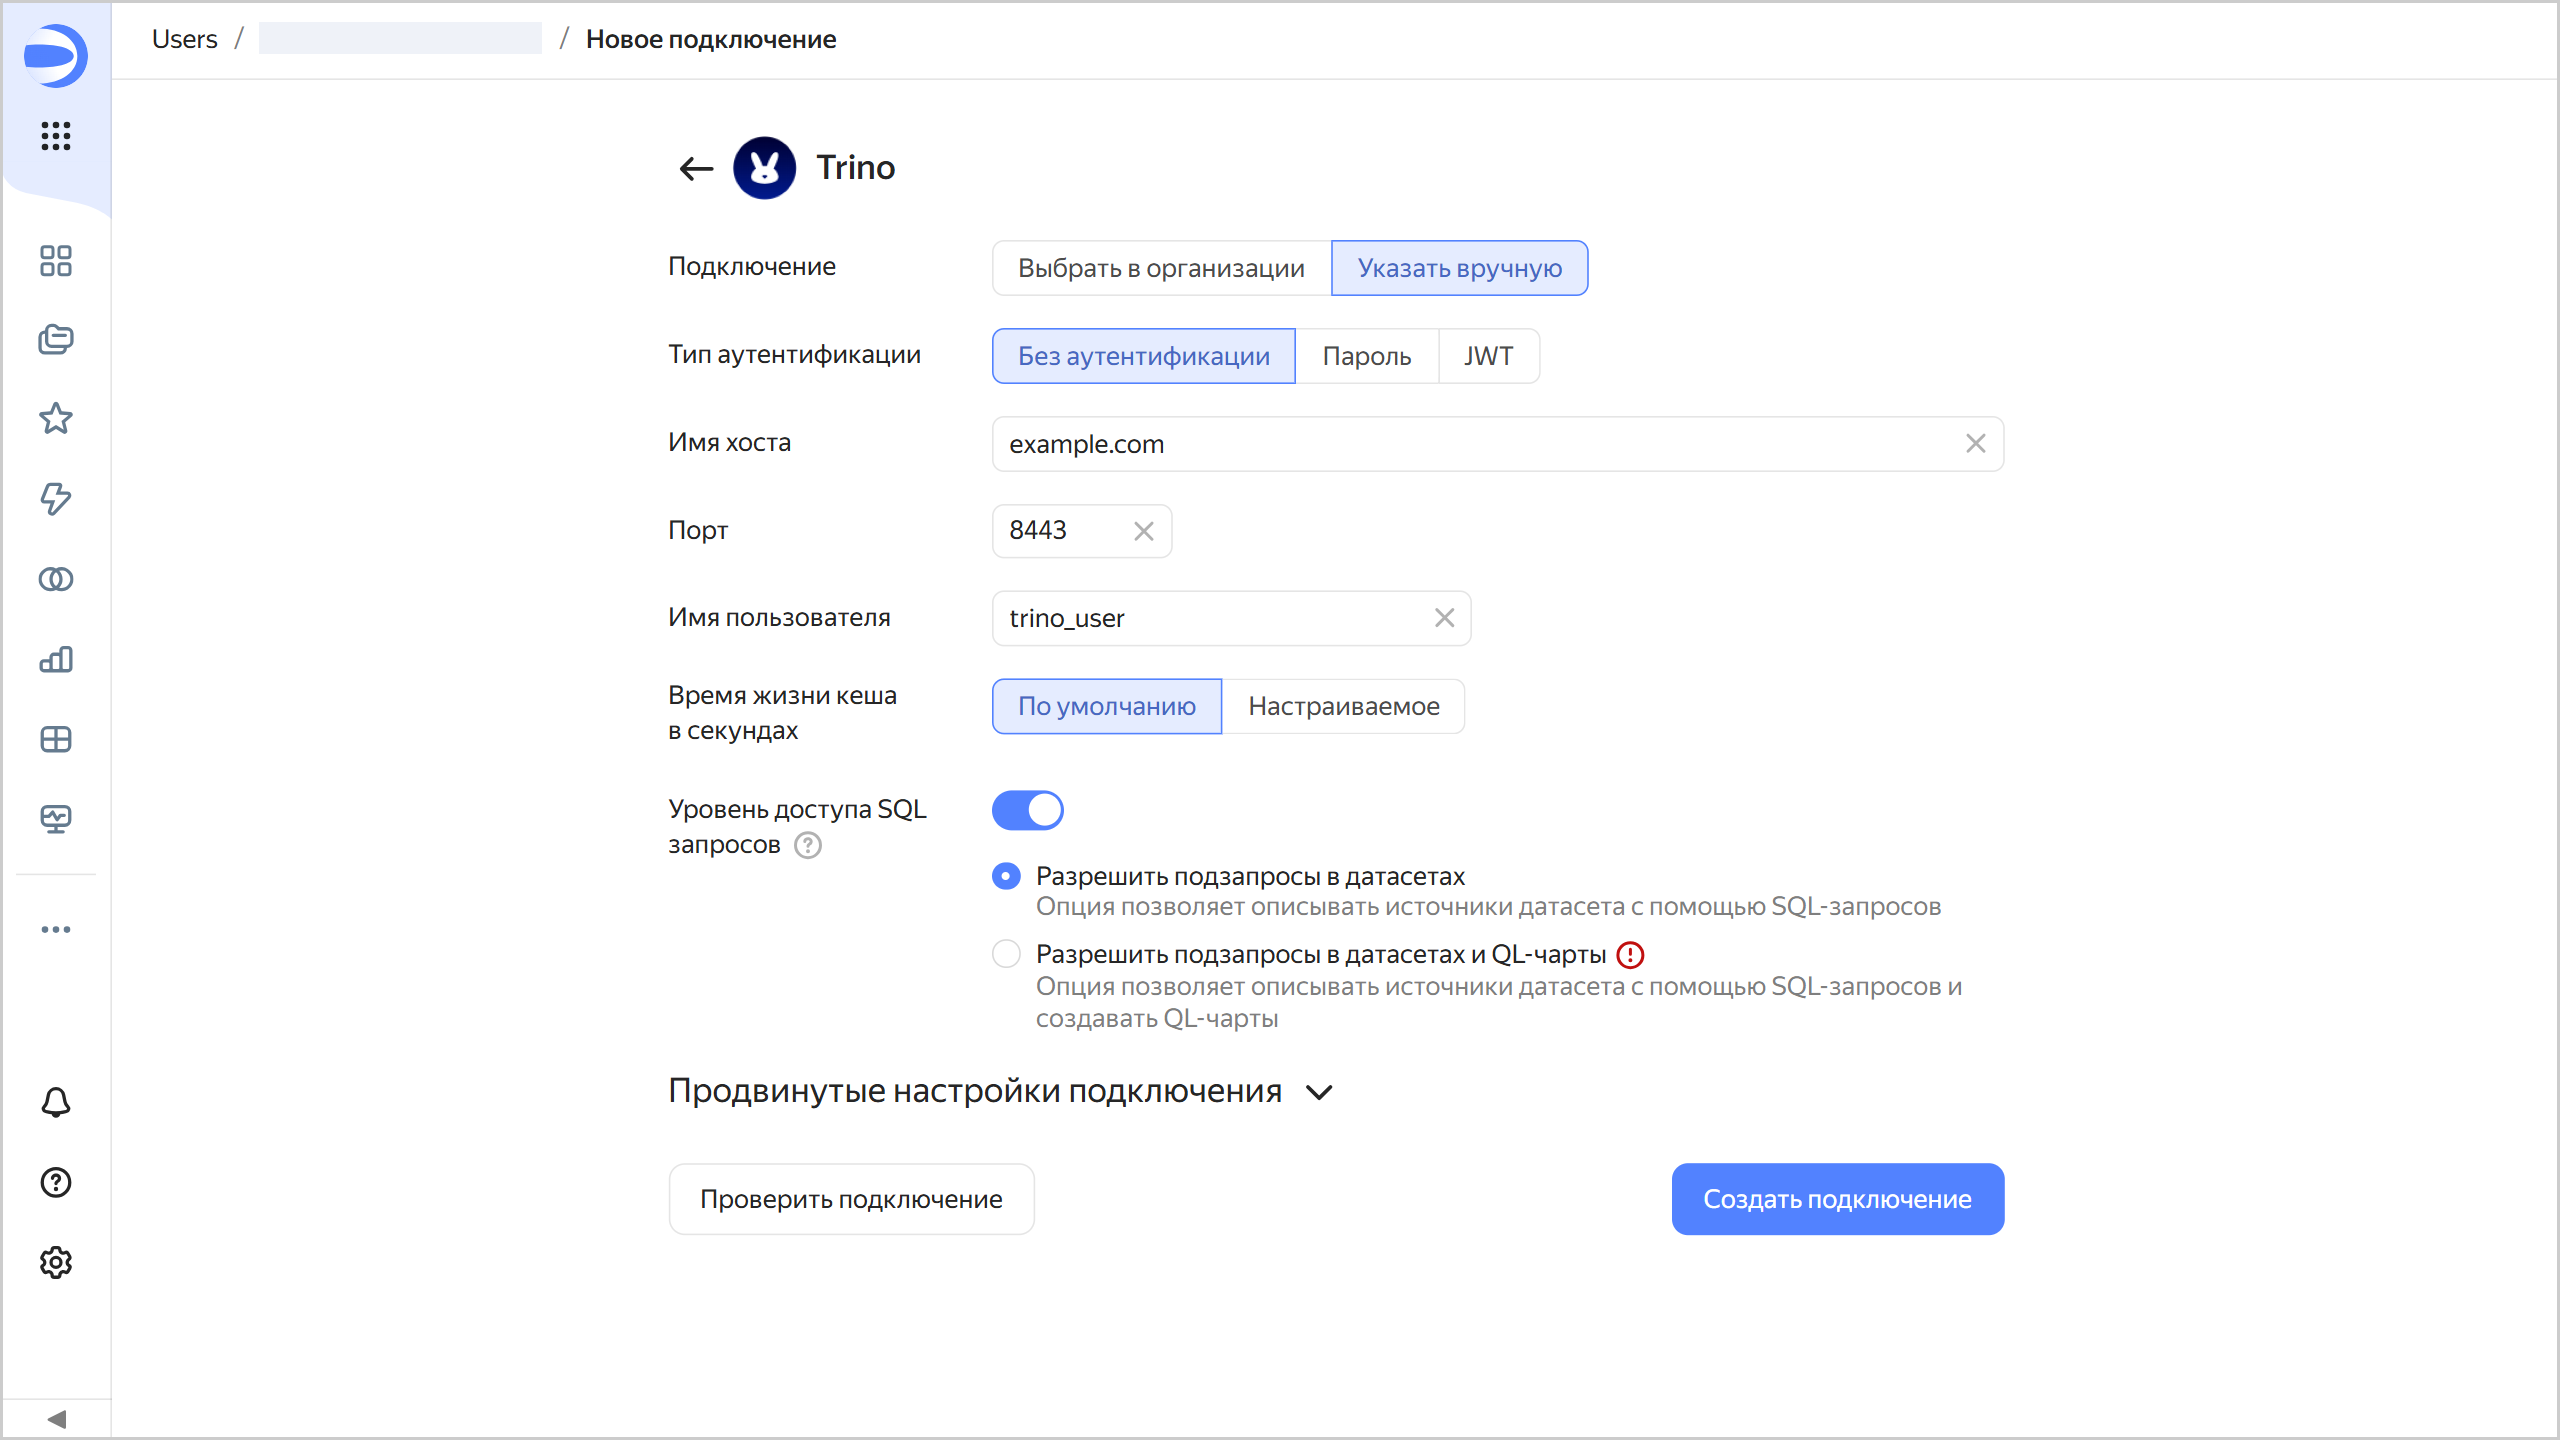 Users / / Новое подключение
Trino
Подключение Выбрать в организации Указать вручную
Тип аутентификации Без аутентификации Пароль JWT
Имя хоста example.com
Порт 8443
Имя пользователя trino_user
Время жизни кеша
в секундах
По умолчанию Настраиваемое
Уровень доступа SQL
запросов
Разрешить подзапросы в датасетах
Опция позволяет описывать источники датасета с помощью SQL-запросов
Разрешить подзапросы в датасетах и QL-чарты
Опция позволяет описывать источники датасета с помощью SQL-запросов и
создавать QL-чарты
Продвинутые настройки подключения
Проверить подключение Создать подключение